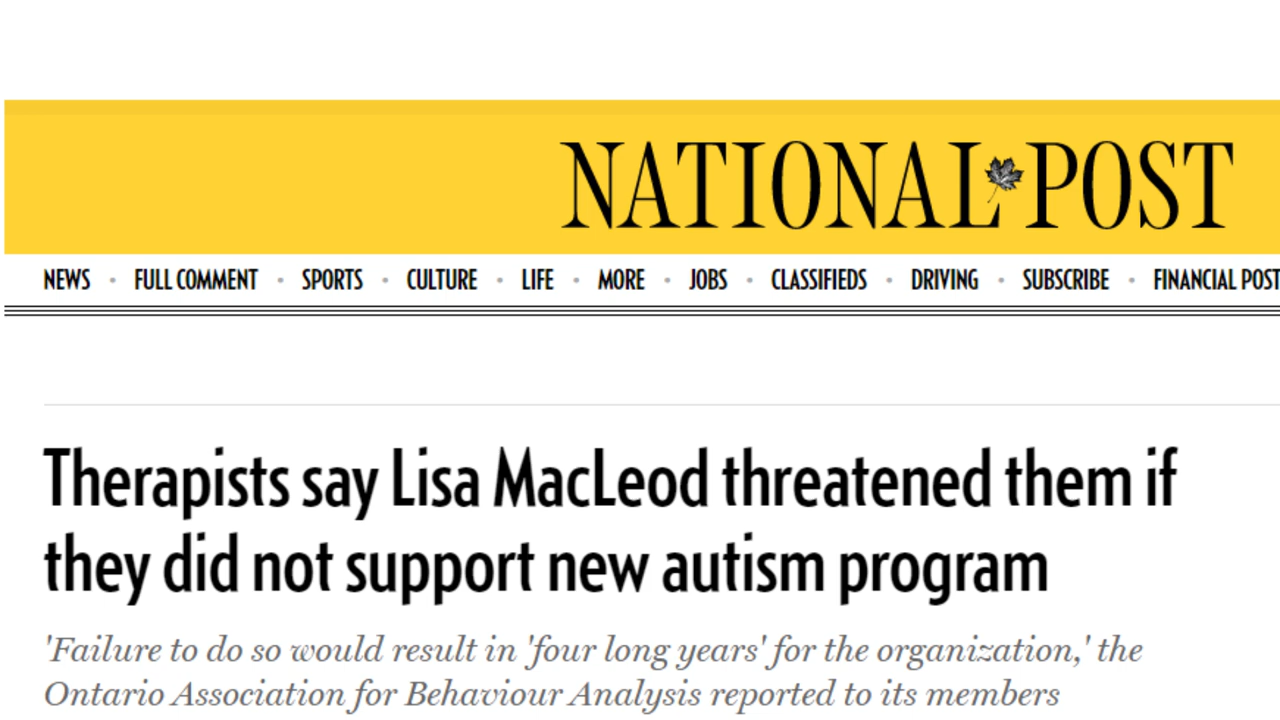 NATIONAL POST
NEWS • FULL COMMENT • SPORTS • CULTURE • LIFE • MORE • JOBS • CLASSIFIEDS • DRIVING • SUBSCRIBE • FINANCIAL POST
Therapists say Lisa MacLeod threatened them if
they did not support new autism program
'Failure to do so would result in 'four long years' for the organization,' the
Ontario Association for Behaviour Analysis reported to its members